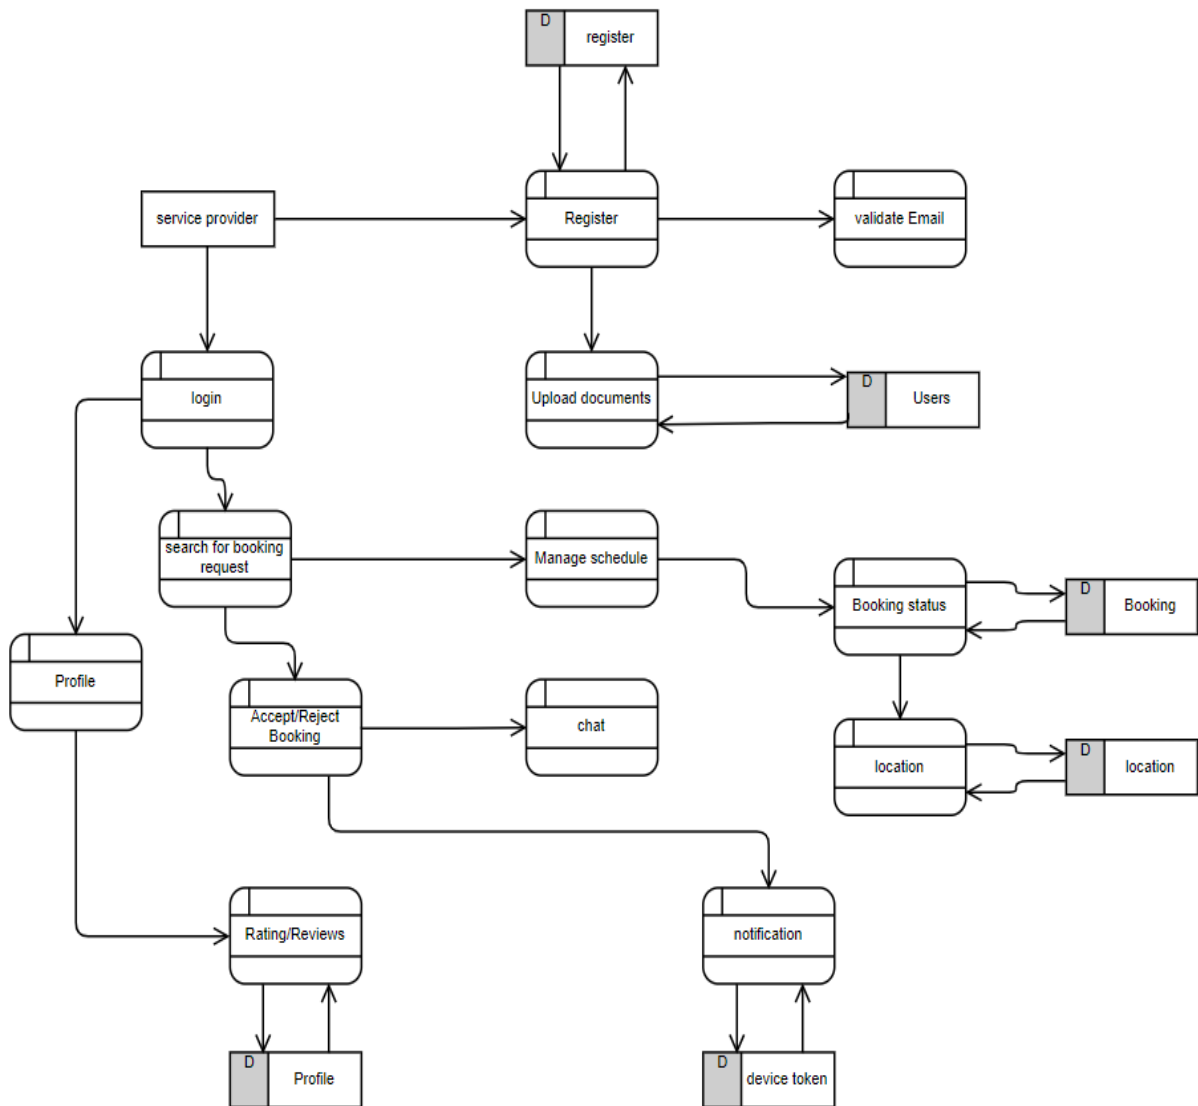 D
register
service provider
Register
validate Email
login
Upload documents
D
Users
search for booking
request
Manage schedule
Booking status
D
Booking
Profile
Accept/Reject
Booking
chat
location
D
location
Rating/Reviews
notification
D
Profile
D
device token